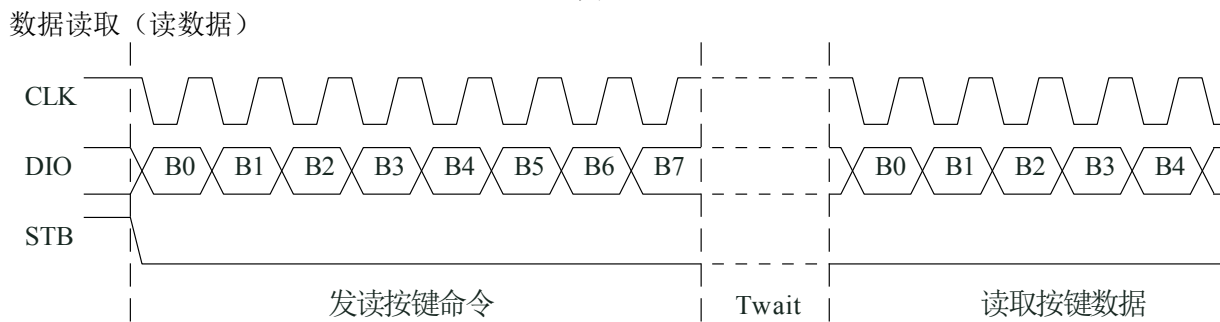 数据读取（读数据）
CLK
DIO B0 B1 B2 B3 B4 B5 B6 B7 B0 B1 B2 B3 B4
STB
发读按键命令 Twait 读取按键数据